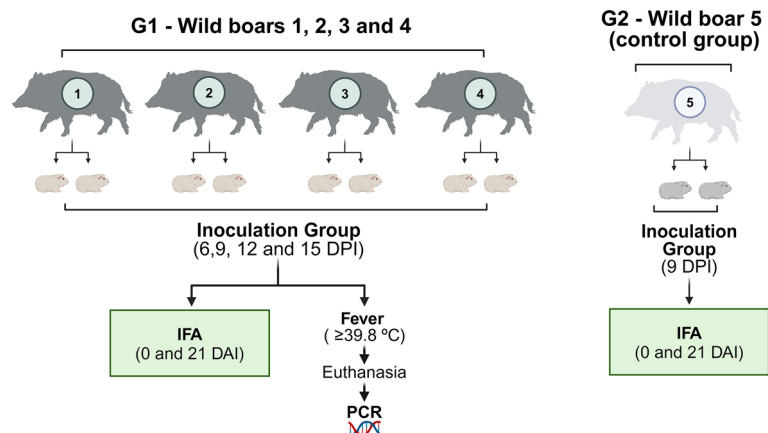 G1 - Wild boars 1, 2, 3 and 4
1
2
3
4
Inoculation Group
(6,9, 12 and 15 DPI)
IFA
(0 and 21 DAI)
Fever
( ≥39.8 ºC)
Euthanasia
PCR
G2 - Wild boar 5
(control group)
5
Inoculation
Group
(9 DPI)
IFA
(0 and 21 DAI)